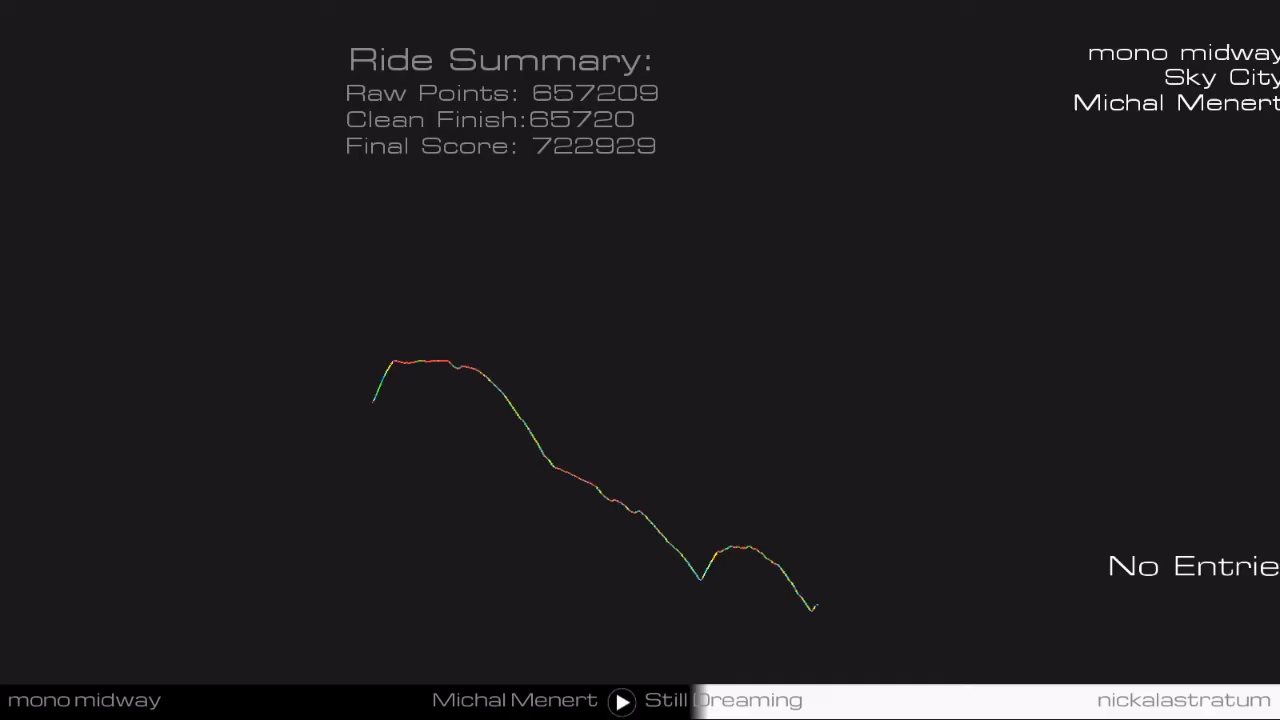 Ride Summary:
Raw Points: 657209
Clean Finish:65720
Final Score: 722929
mono midway
Sky City
Michal Menert
No Entrie
mono midway
Michal Menert Still Dreaming
nickalastratum